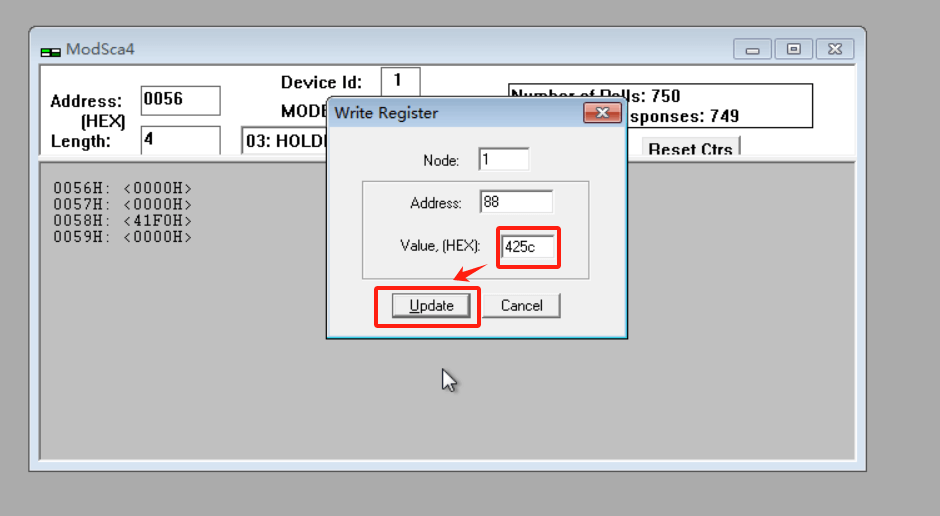 ModSca4
Device Id: 1
Address: 0056
(HEX)
Length: 4
03: HOLD
Number of Polls: 750
sponses: 749
Reset Ctrs
Write Register
Node: 1
Address: 88
Value, (HEX): 425c
Update
Cancel
0056H: <0000H>
0057H: <0000H>
0058H: <41F0H>
0059H: <0000H>